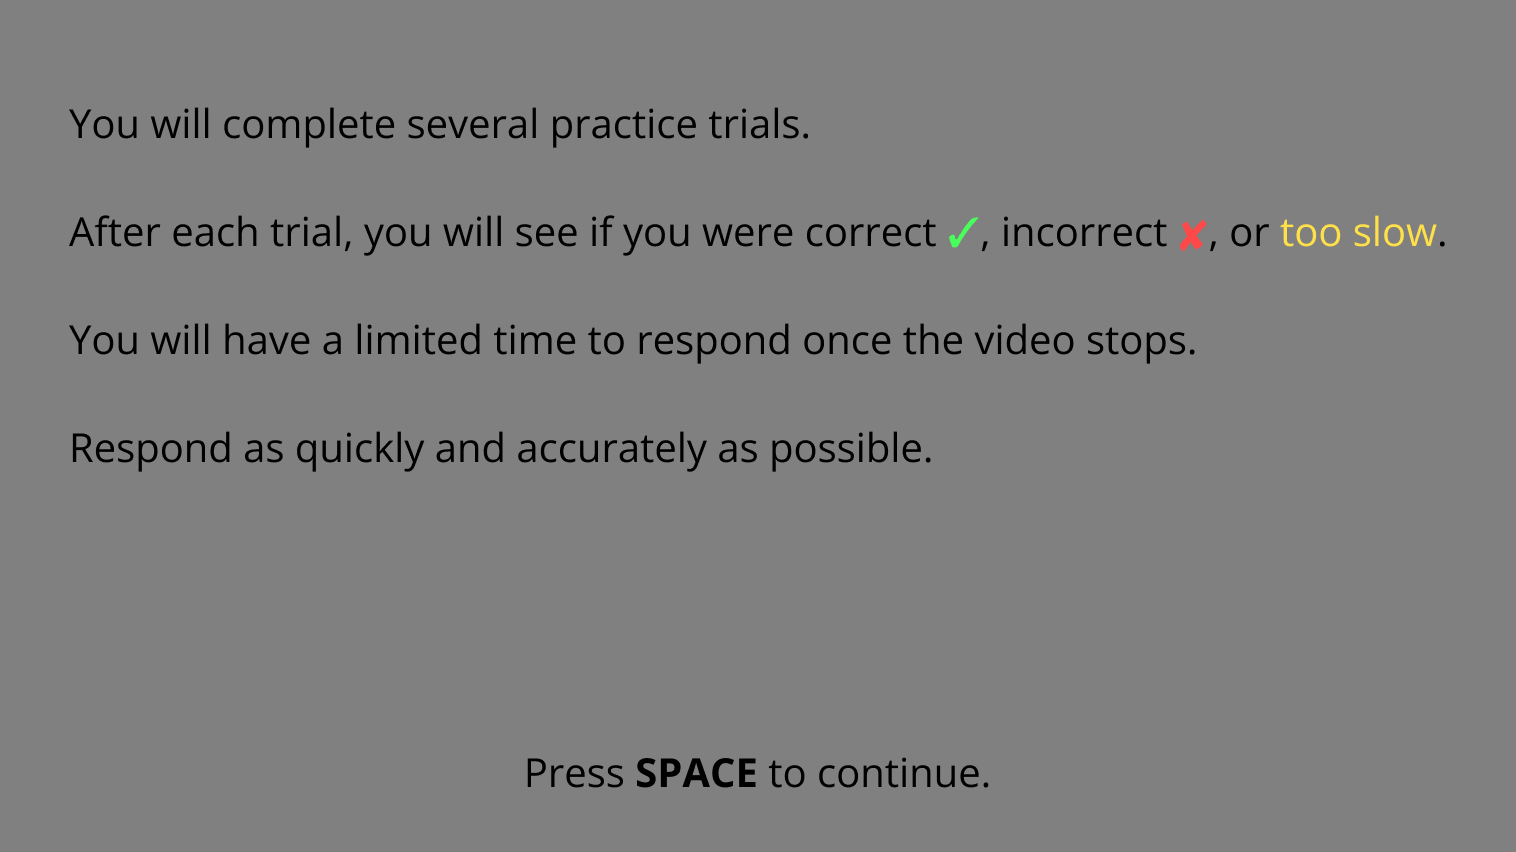 You will complete several practice trials.
After each trial, you will see if you were correct ✓, incorrect ✘, or too slow.
You will have a limited time to respond once the video stops.
Respond as quickly and accurately as possible.
Press SPACE to continue.